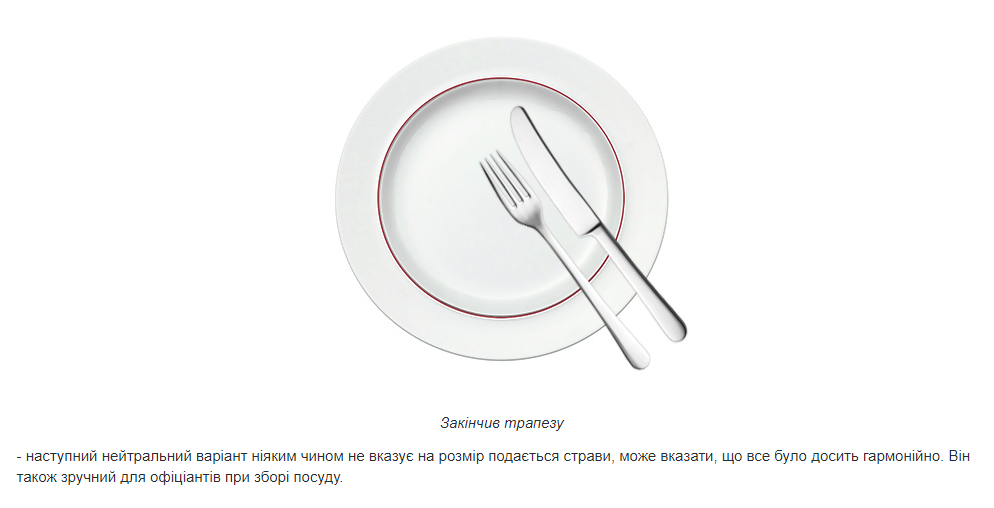 Закінчив трапезу
- наступний нейтральний варіант ніяким чином не вказує на розмір подається страви, може вказати, що все було досить гармонійно. Він
також зручний для офіціантів при зборі посуду.